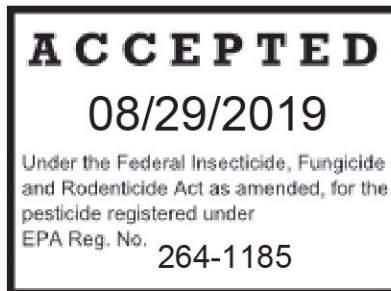 ACCEPTED
08/29/2019
Under the Federal Insecticide, Fungicide
and Rodenticide Act as amended, for the
pesticide registered under
EPA Reg. No. 264-1185